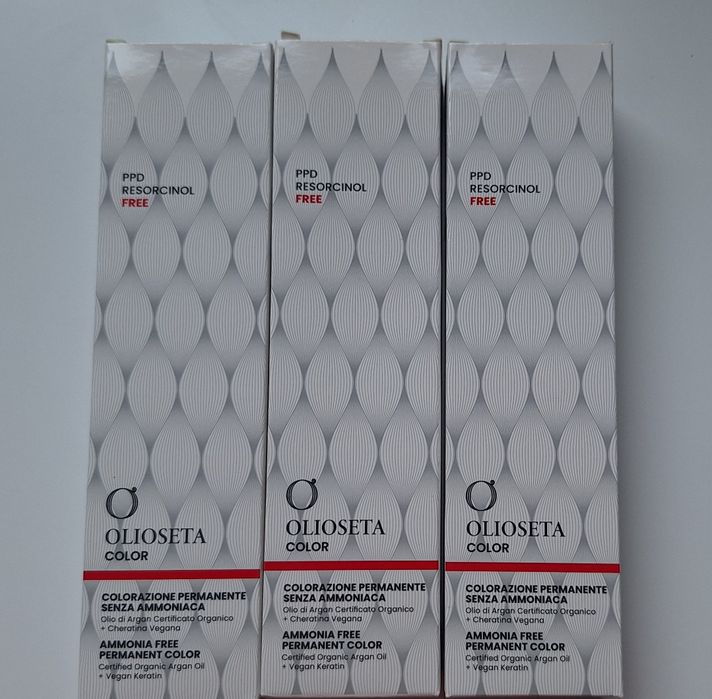 PPD
RESORCINOL
FREE
OLIOSETA
COLOR
COLORAZIONE PERMANENTE
SENZA AMMONIACA
Olio di Argan Certificato Organico
+ Cheratina Vegana
AMMONIA FREE
PERMANENT COLOR
Certified Organic Argan Oil
+ Vegan Keratin
PPD
RESORCINOL
FREE
OLIOSETA
COLOR
COLORAZIONE PERMANENTE
SENZA AMMONIACA
Olio di Argan Certificato Organico
+ Cheratina Vegana
AMMONIA FREE
PERMANENT COLOR
Certified Organic Argan Oil
+ Vegan Keratin
PPD
RESORCINOL
FREE
OLIOSETA
COLOR
COLORAZIONE PERMANENTE
SENZA AMMONIACA
Olio di Argan Certificato Organico
+ Cheratina Vegana
AMMONIA FREE
PERMANENT COLOR
Certified Organic Argan Oil
+ Vegan Keratin